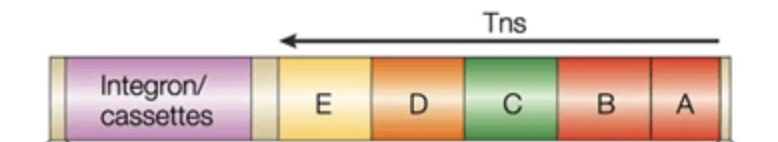 Tns
Integron/
cassettes
E D C B A